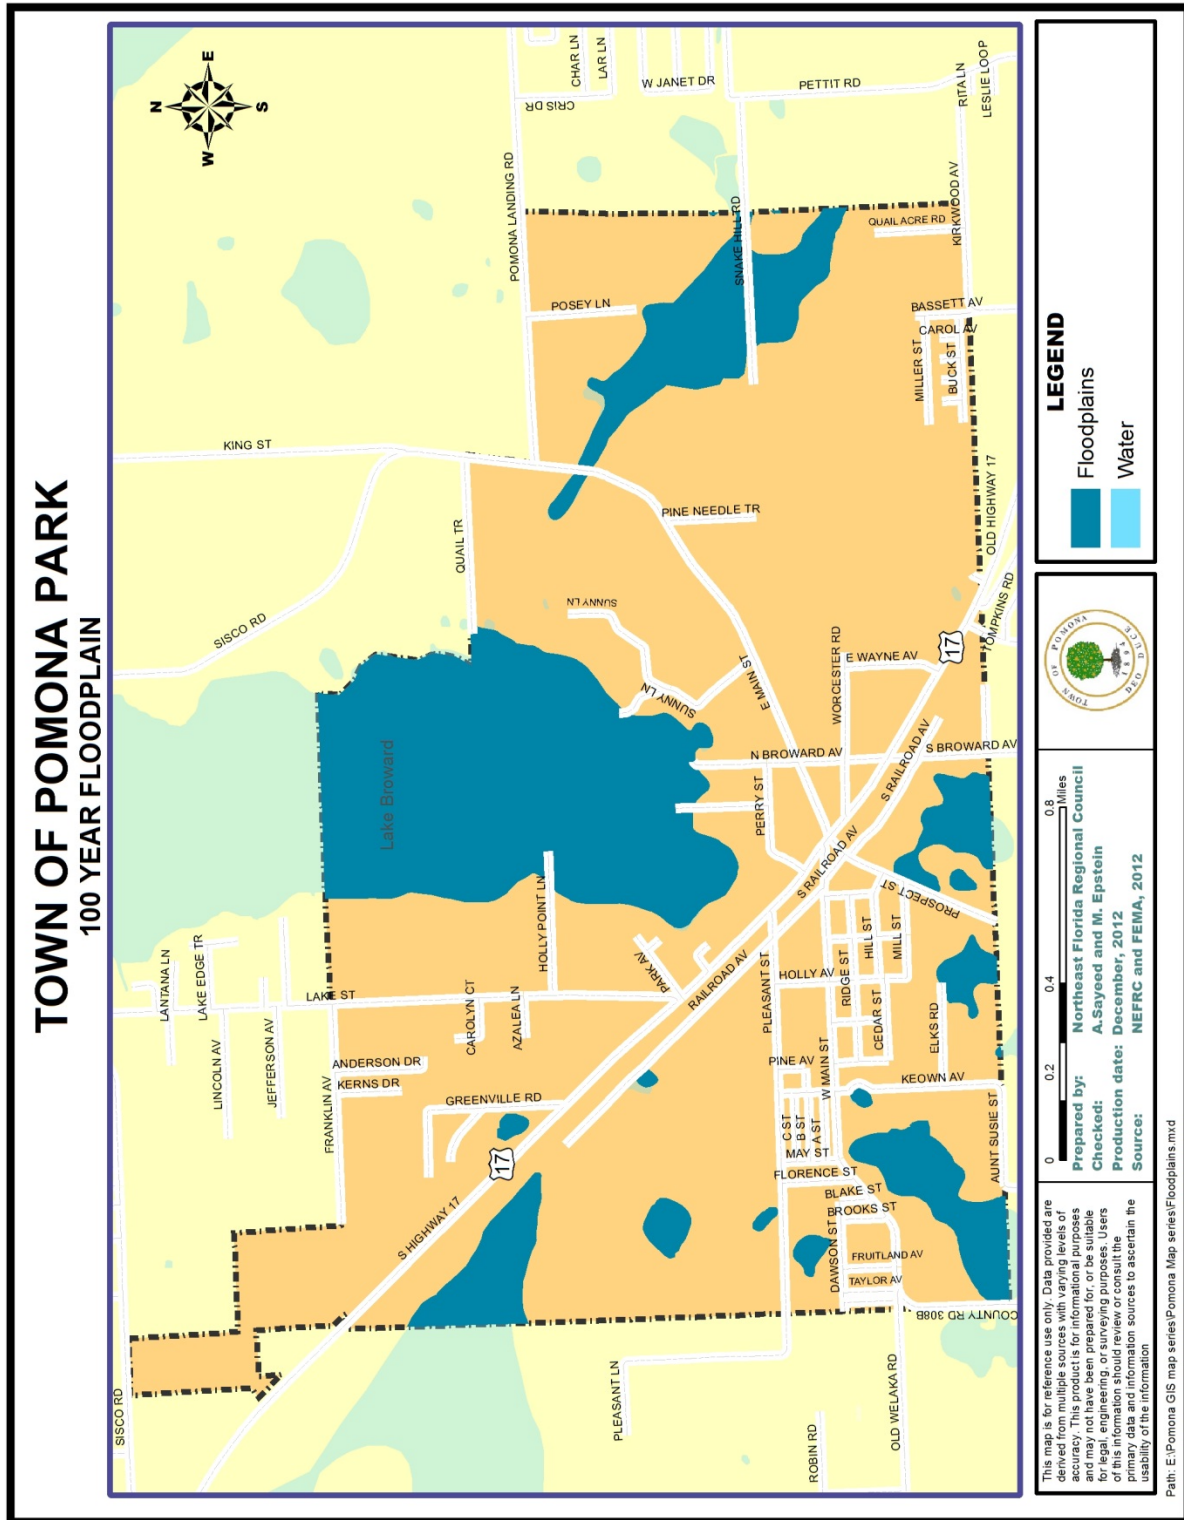 TOWN OF POMONA PARK
100 YEAR FLOODPLAIN
N
E
S
W
SISCO RD
LANTANA LN
LAKE EDGE TR
LINCOLN AV
JEFFERSON AV
LAKE ST
FRANKLIN AV
ANDERSON DR
KERNS DR
CAROLYN CT
AZALEA LN
HOLLY POINT LN
GREENVILLE RD
PARK AV
RAILROAD AV
S HIGHWAY 17
17
Lake Broward
SISCO RD
KING ST
QUAIL TR
POMONA LANDING RD
CRIS DR
CHAR LN
LAR LN
W JANET DR
PETTIT RD
RITA LN
LESLIE LOOP
POSEY LN
SNAKE HILL RD
QUAIL ACRE RD
KIRKWOOD AV
BASSETT AV
CAROL AV
MILLER ST
BUCK ST
OLD HIGHWAY 17
TOMPKINS RD
PINE NEEDLE TR
SUNNY LN
SUNNY LN
E MAIN ST
WORCESTER RD
E WAYNE AV
17
N BROWARD AV
S BROWARD AV
PERRY ST
S RAILROAD AV
S RAILROAD AV
PROSPECT ST
PLEASANT ST
HOLLY AV
RIDGE ST
HILL ST
MILL ST
CEDAR ST
W MAIN ST
PINE AV
ELKS RD
KEOWN AV
C ST
B ST
A ST
MAY ST
FLORENCE ST
BLAKE ST
BROOKS ST
DAWSON ST
FRUITLAND AV
TAYLOR AV
AUNT SUSIE ST
COUNTY RD 308B
PLEASANT LN
ROBIN RD
OLD WELAKA RD
This map is for reference use only. Data provided are
derived from multiple sources with varying levels of
accuracy. This product is for informational purposes
and may not have been prepared for, or be suitable
for legal, engineering, or surveying purposes. Users
of this information should review or consult the
primary data and information sources to ascertain the
usability of the information
0 0.2 0.4 0.8
Miles
Prepared by: Northeast Florida Regional Council
Checked: A.Sayeed and M. Epstein
Production date: December, 2012
Source: NEFRC and FEMA, 2012
TOWN OF POMONA
1894
DEO DUCE
LEGEND
Floodplains
Water
Path: E:\Pomona GIS map series\Pomona Map series\Floodplains.mxd